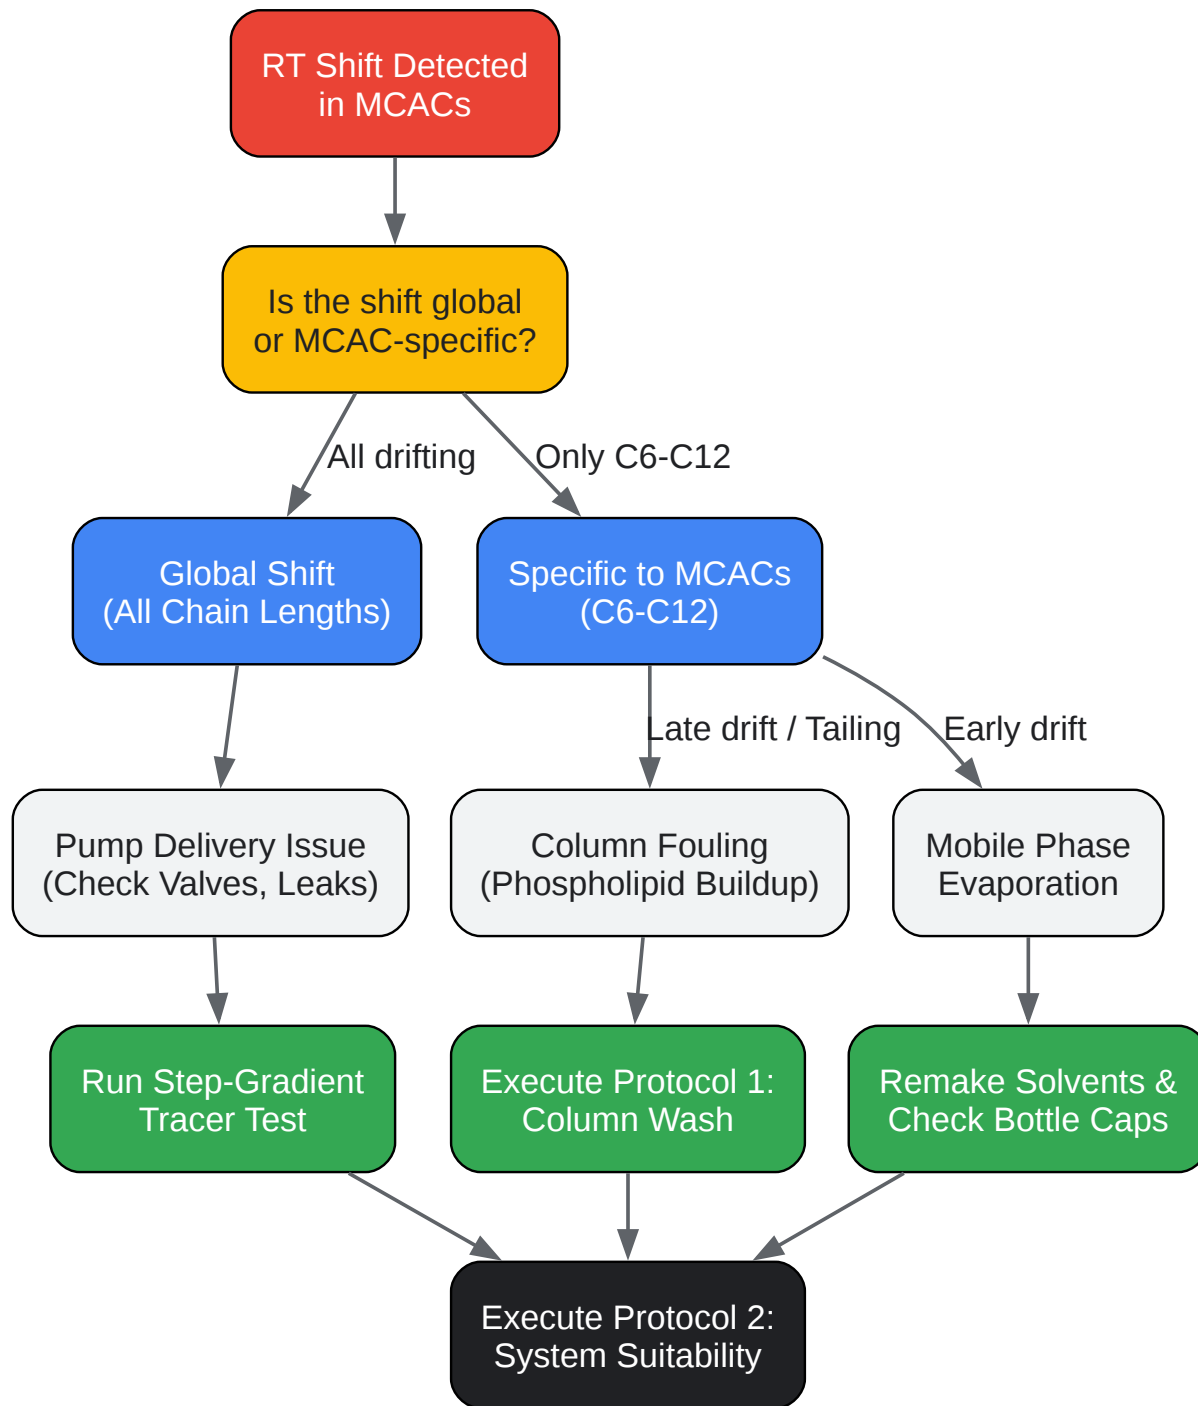 RT Shift Detected
in MCACs
Is the shift global
or MCAC-specific?
All drifting
Only C6-C12
Global Shift
(All Chain Lengths)
Specific to MCACs
(C6-C12)
Late drift / Tailing
Early drift
Pump Delivery Issue
(Check Valves, Leaks)
Column Fouling
(Phospholipid Buildup)
Mobile Phase
Evaporation
Run Step-Gradient
Tracer Test
Execute Protocol 1:
Column Wash
Remake Solvents &
Check Bottle Caps
Execute Protocol 2:
System Suitability